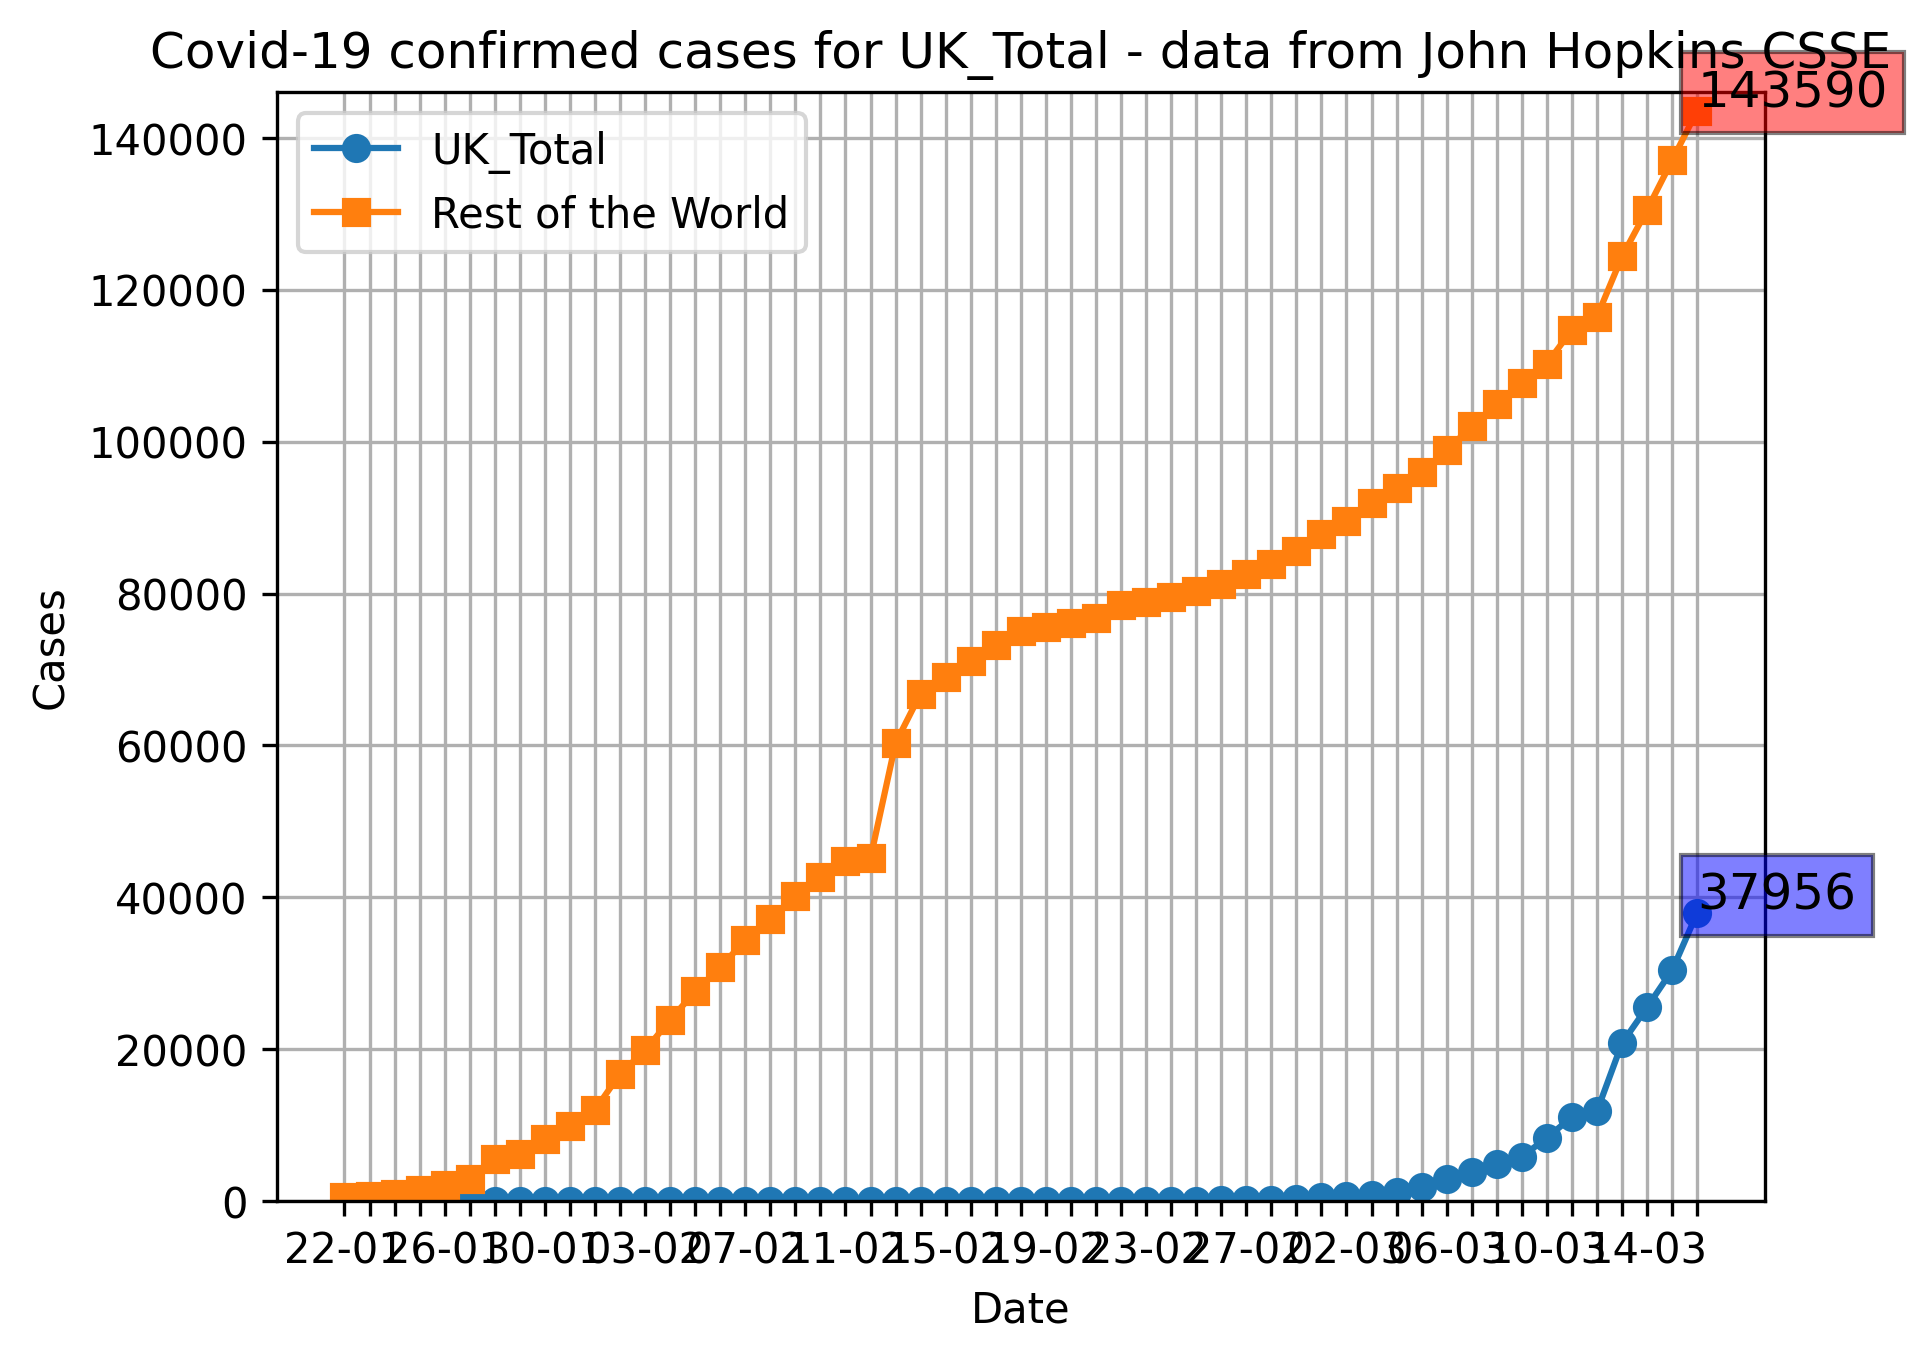 Covid-19 confirmed cases for UK_Total - data from John Hopkins CSSE
143590
UK_Total
Rest of the World
140000
120000
100000
80000
60000
40000
20000
0
37956
Cases
22-01 26-01 30-01 03-02 07-02 11-02 15-02 19-02 23-02 27-02 02-03 06-03 10-03 14-03
Date